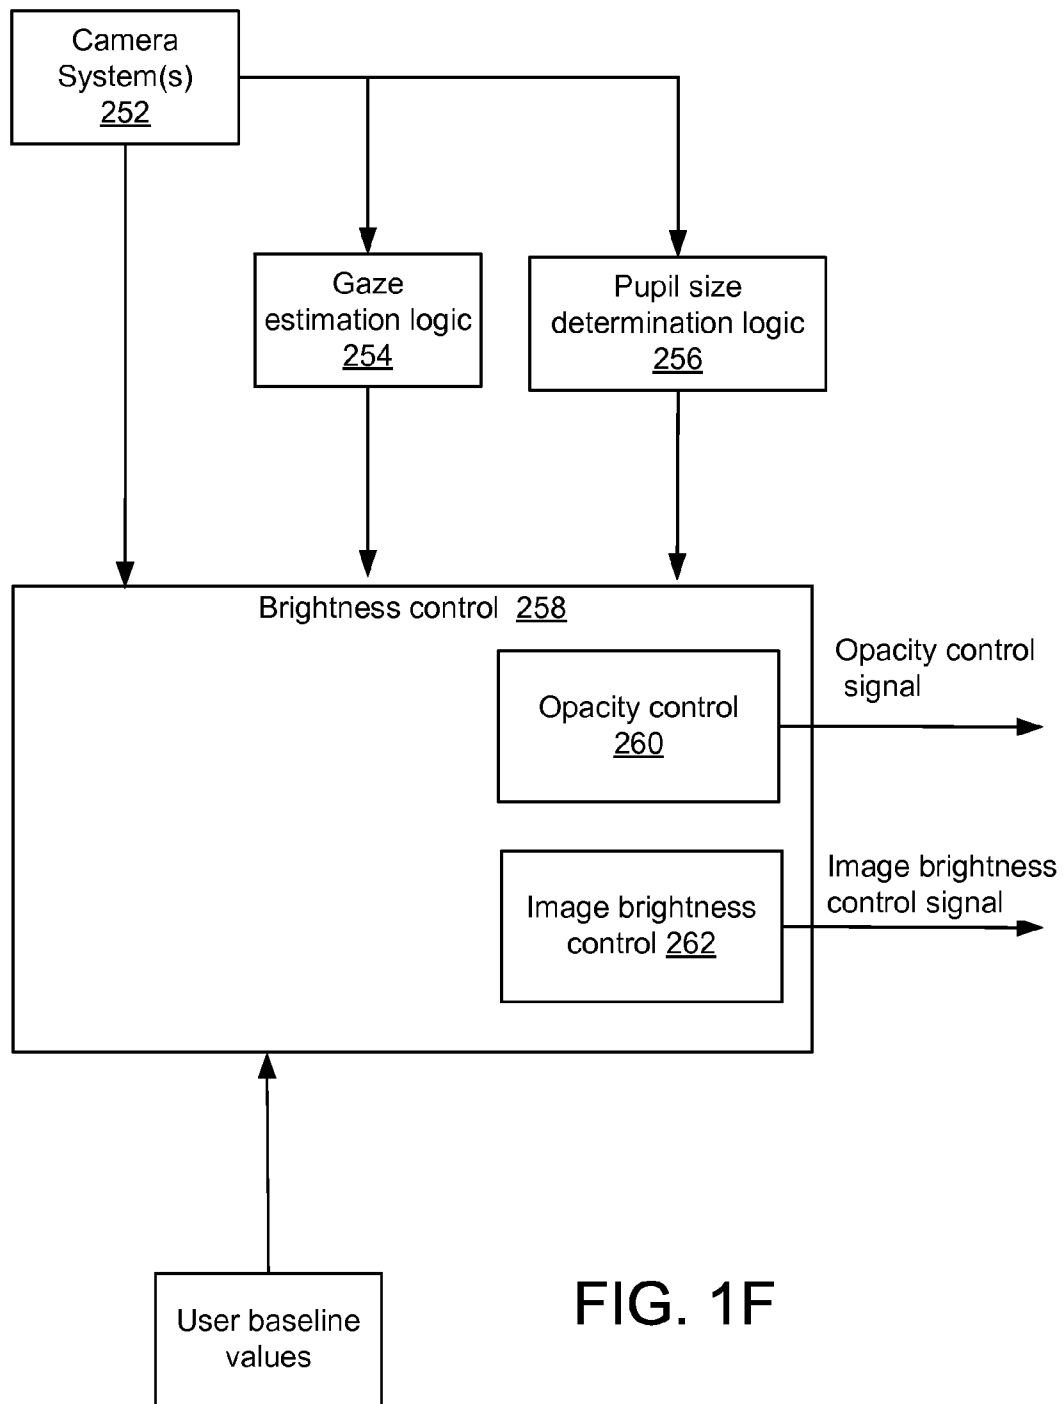 Camera
System(s)
252
Gaze
estimation logic
254
Pupil size
determination logic
256
Brightness control 258
Opacity control
260
Opacity control
signal
Image brightness
control 262
Image brightness
control signal
User baseline
values
FIG. 1F